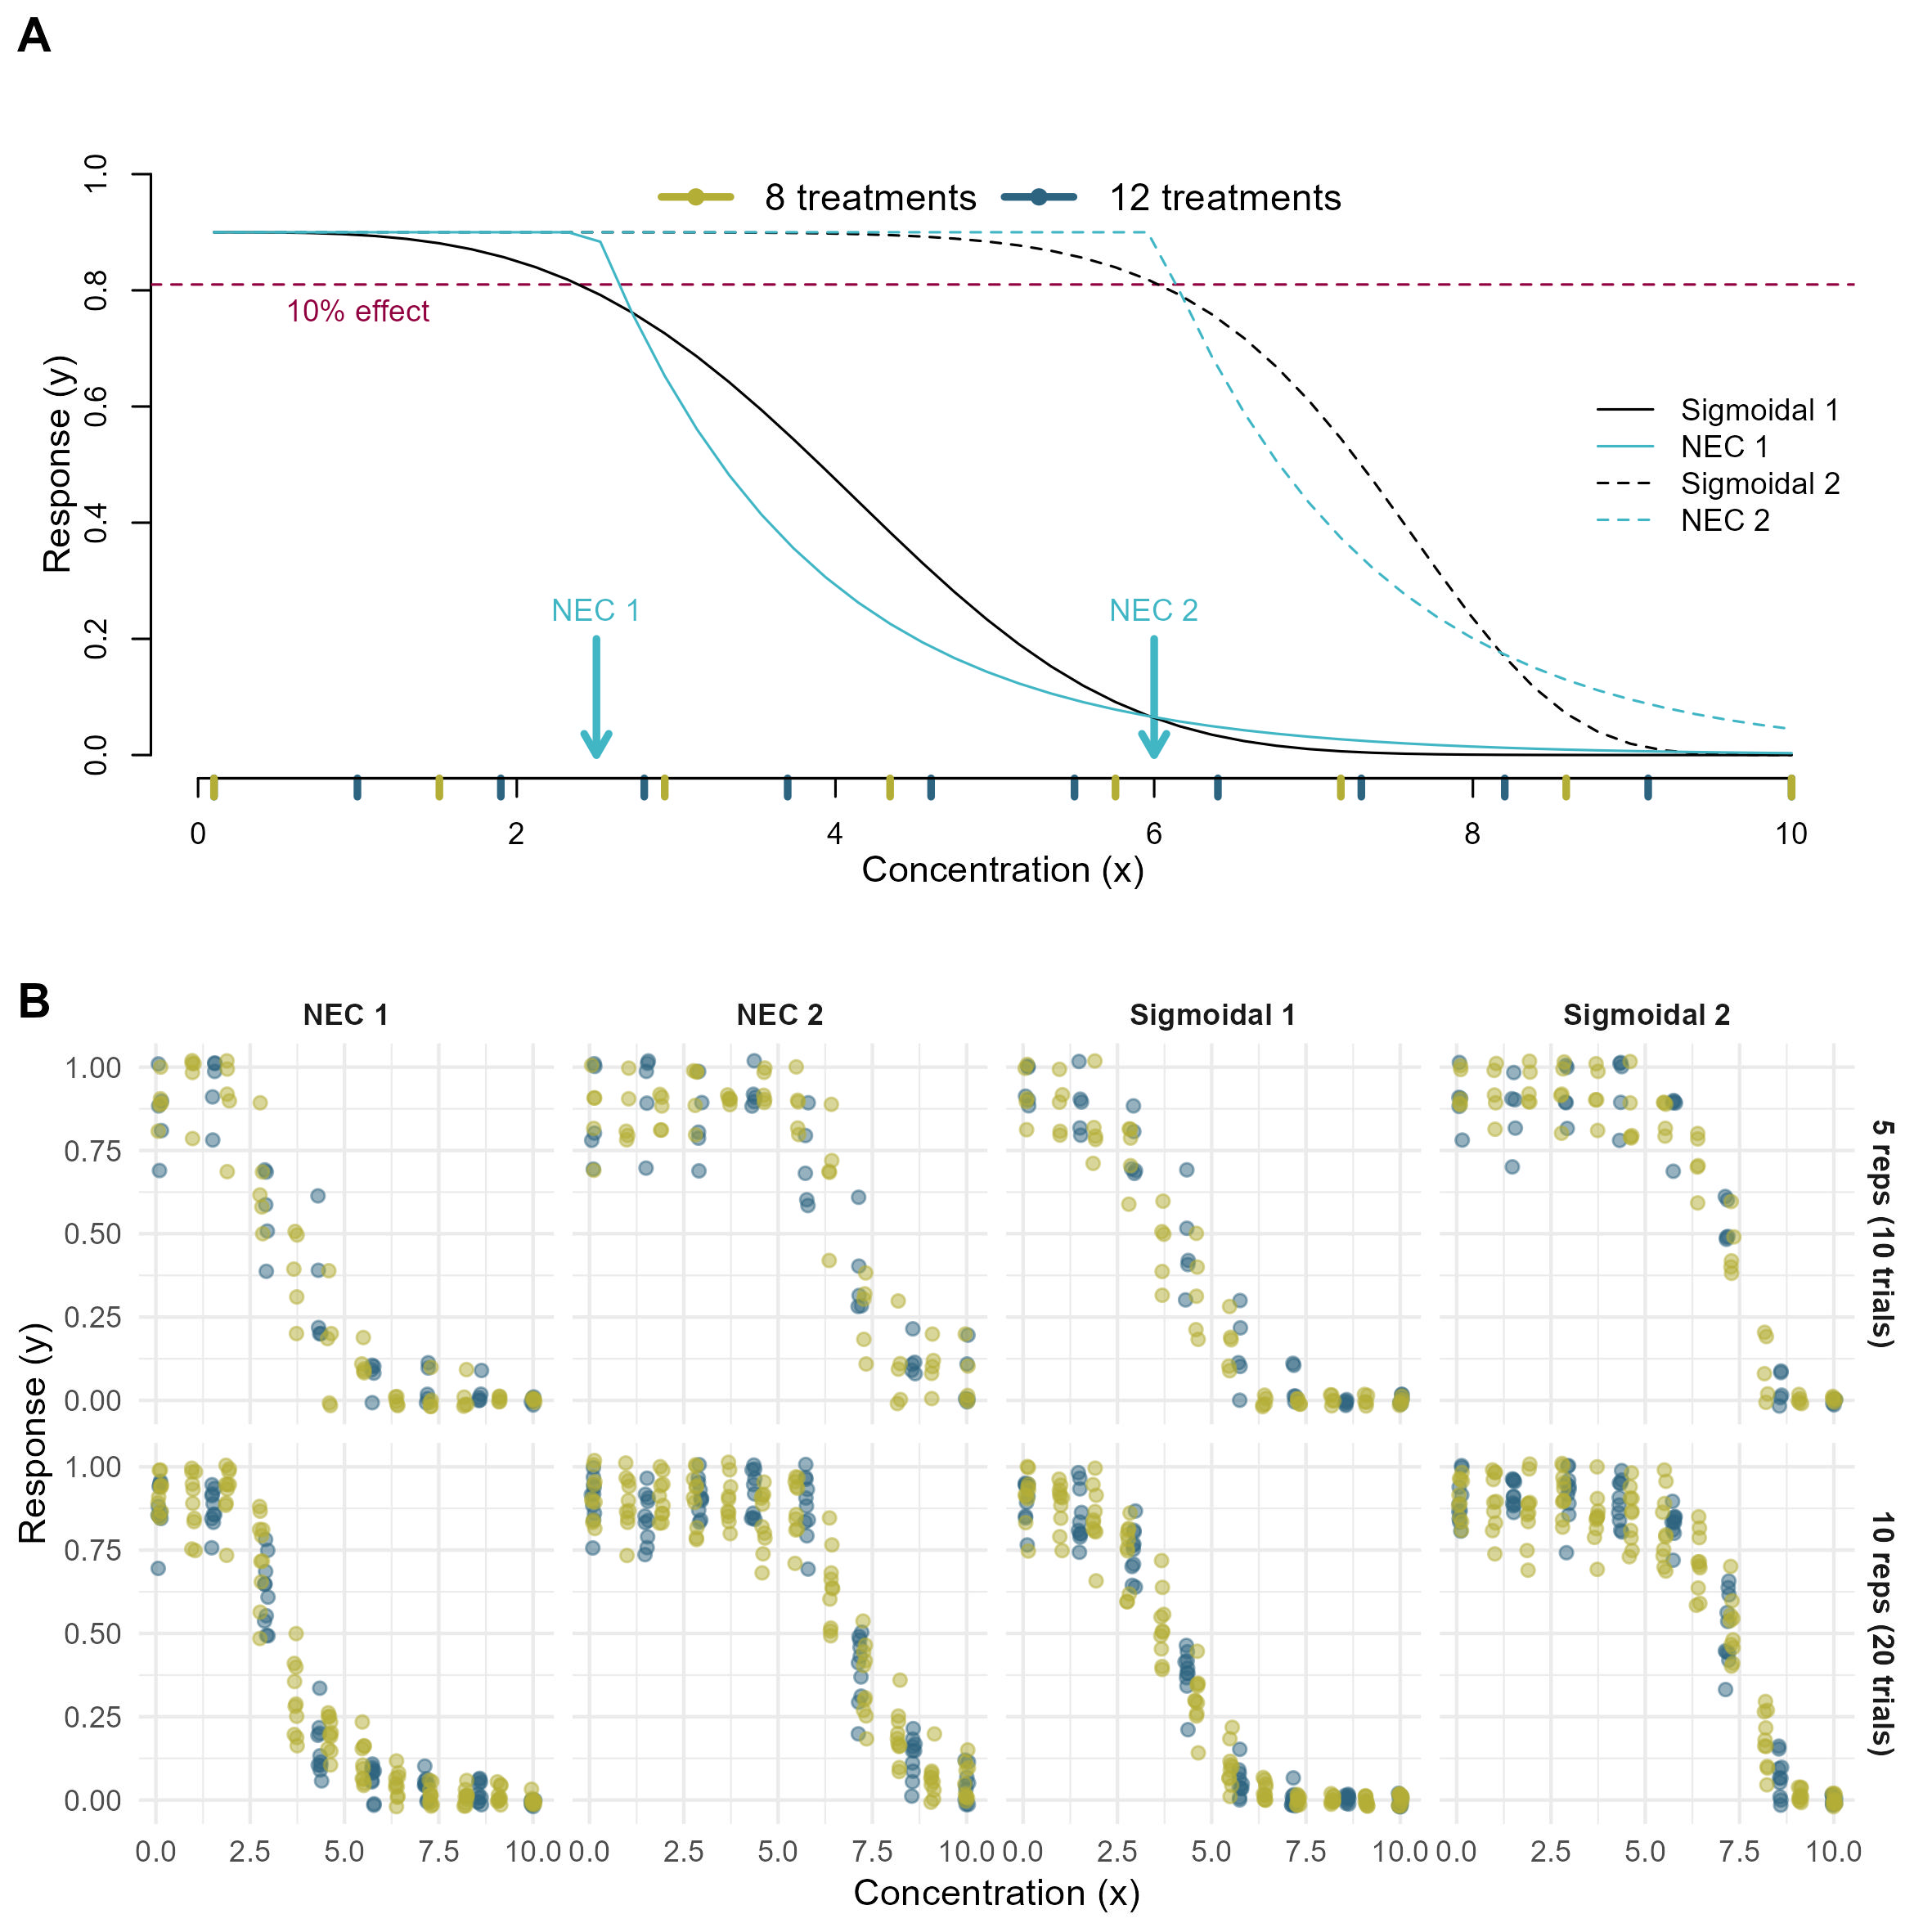 A
8 treatments 12 treatments
1.0
0.8
0.6
0.4
0.2
0.0
Response (y)
10% effect
Sigmoidal 1
NEC 1
Sigmoidal 2
NEC 2
NEC 1 NEC 2
0 2 4 6 8 10
Concentration (x)
B
NEC 1 NEC 2 Sigmoidal 1 Sigmoidal 2
1.00
0.75
0.50
0.25
0.00
5 reps (10 trials)
Response (y)
1.00
0.75
0.50
0.25
0.00
10 reps (20 trials)
0.0 2.5 5.0 7.5 10.0 0.0 2.5 5.0 7.5 10.0 0.0 2.5 5.0 7.5 10.0 0.0 2.5 5.0 7.5 10.0
Concentration (x)